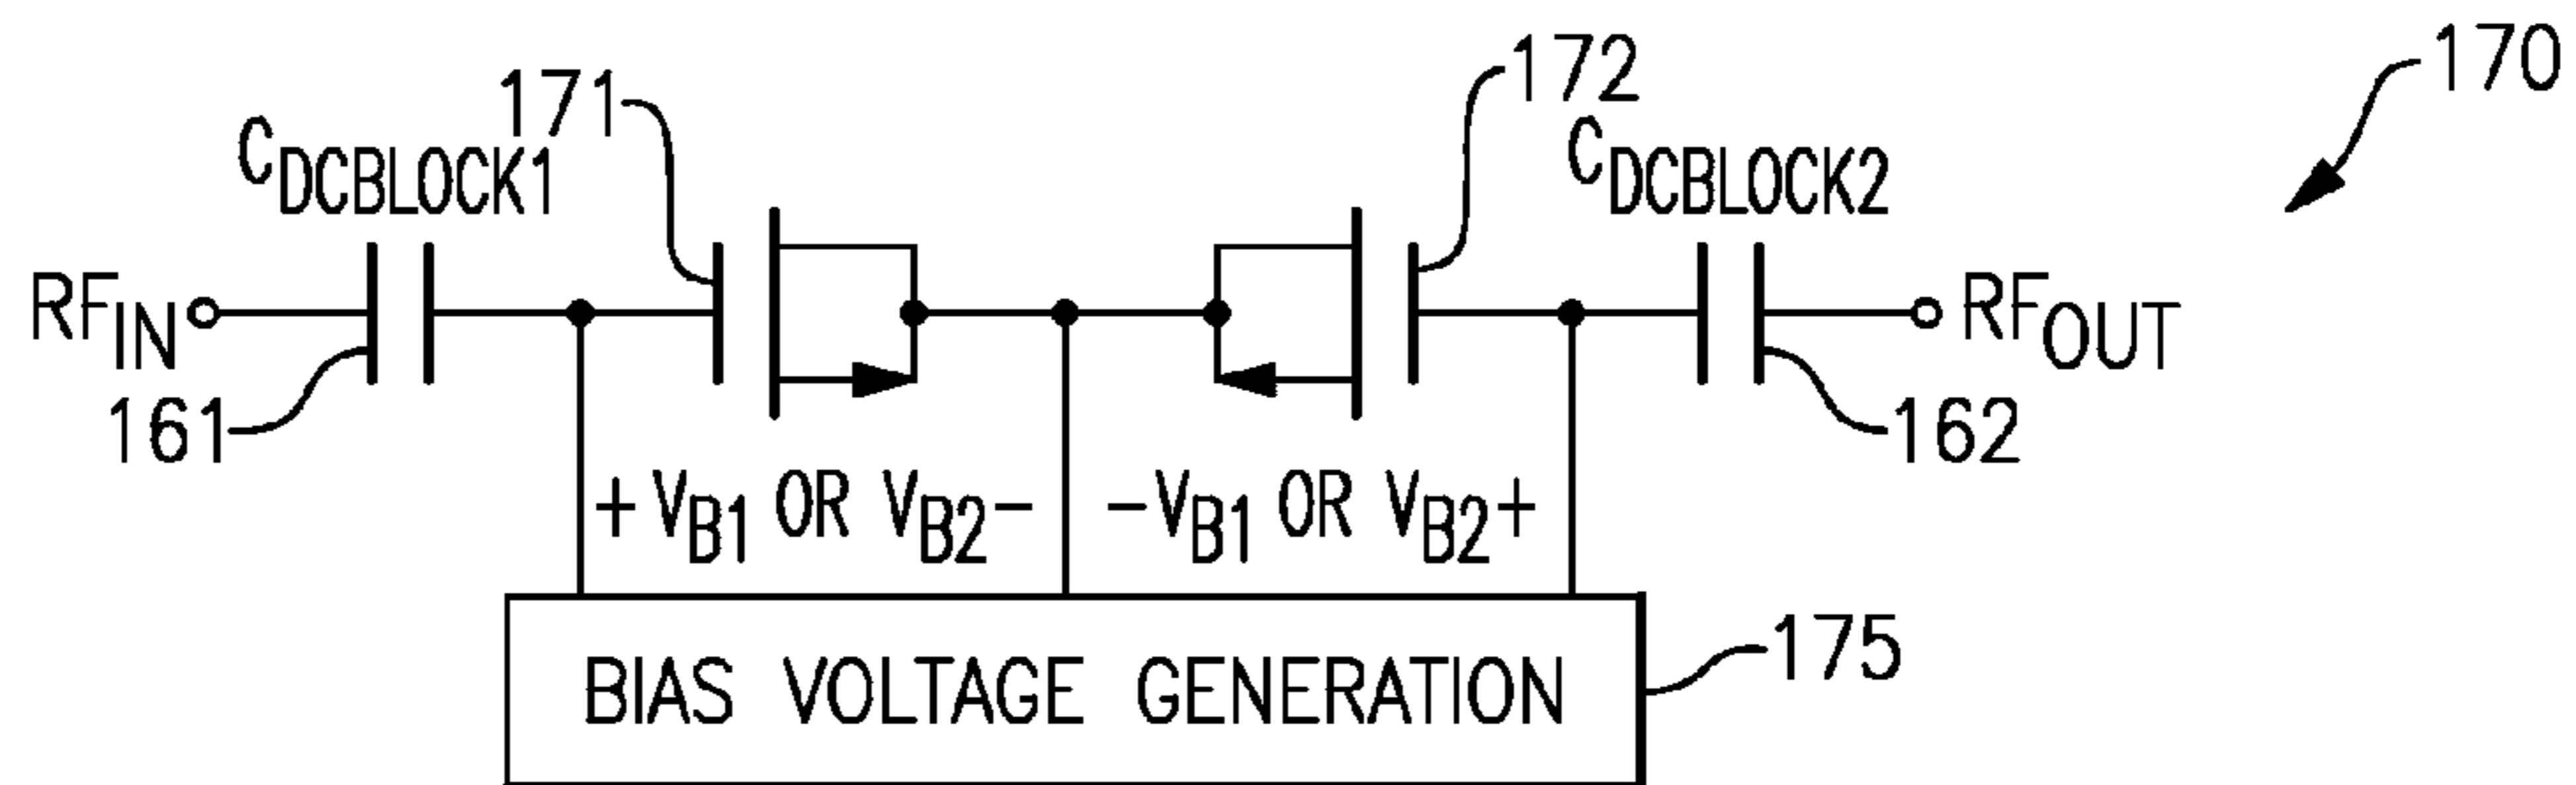 170
171
172
CDCBLOCK1
CDCBLOCK2
RFIN
RFOUT
161
162
+ VB1 OR VB2 -
- VB1 OR VB2 +
BIAS VOLTAGE GENERATION
175